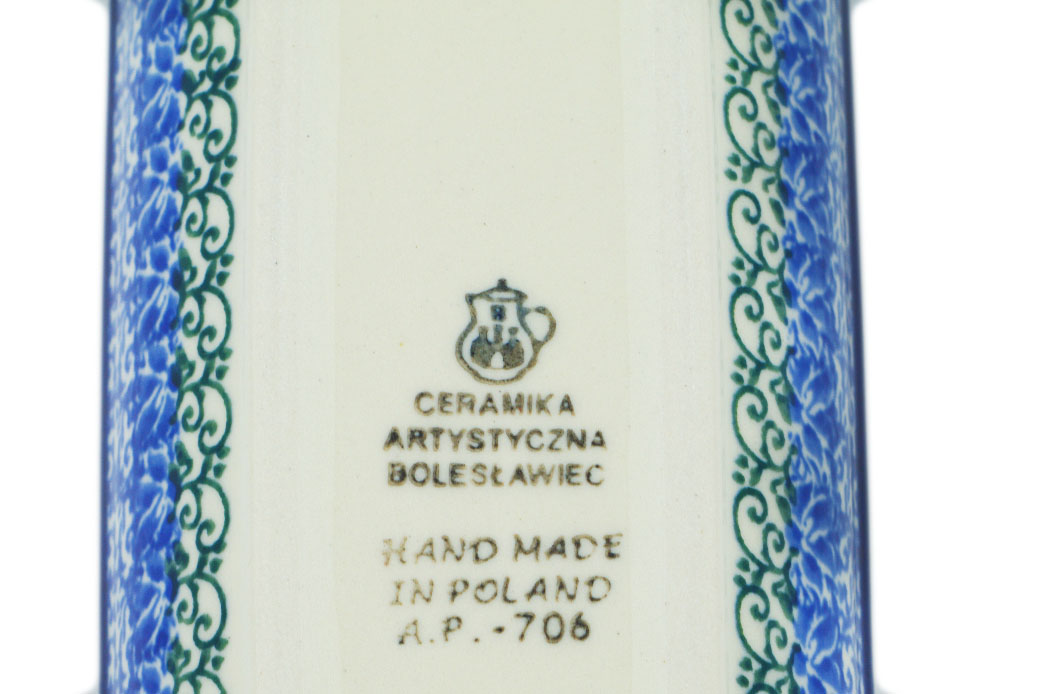 CERAMIKA
ARTYSTYCZNA
BOLESŁAWIEC
HAND MADE
IN POLAND
A.P.-706